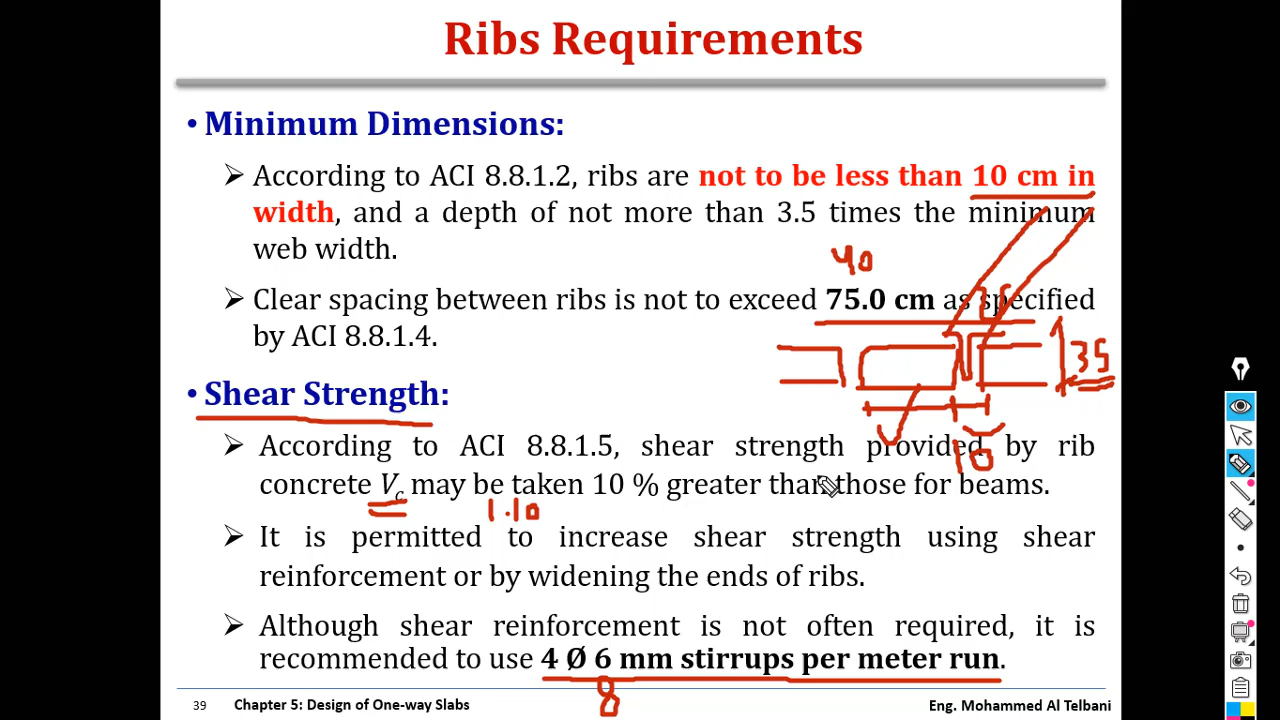 Ribs Requirements
• Minimum Dimensions:
➢ According to ACI 8.8.1.2, ribs are not to be less than 10 cm in
width, and a depth of not more than 3.5 times the minimum
web width.
40
➢ Clear spacing between ribs is not to exceed 75.0 cm as specified
by ACI 8.8.1.4.
35
• Shear Strength:
➢ According to ACI 8.8.1.5, shear strength provided by rib
10
concrete Vc may be taken 10 % greater than those for beams.
1.10
➢ It is permitted to increase shear strength using shear
reinforcement or by widening the ends of ribs.
➢ Although shear reinforcement is not often required, it is
recommended to use 4 Ø 6 mm stirrups per meter run.
8
39 Chapter 5: Design of One-way Slabs Eng. Mohammed Al Telbani